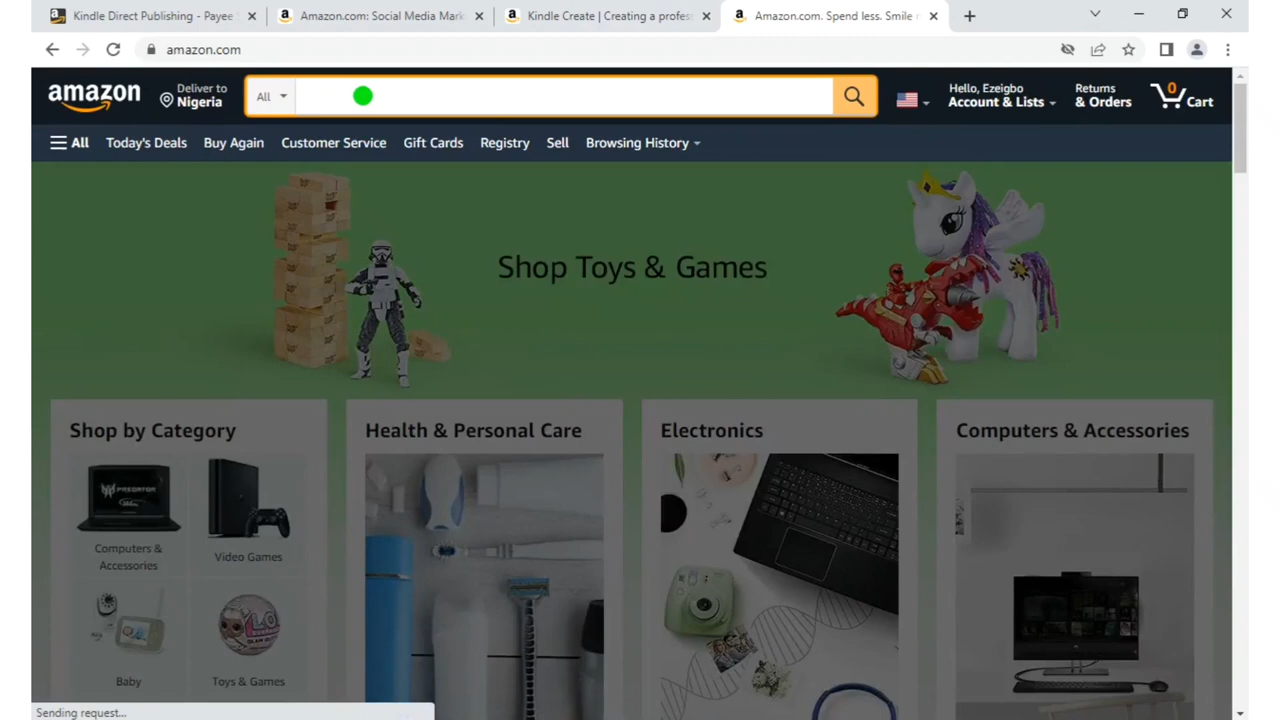 Kindle Direct Publishing - Payee
Amazon.com: Social Media Mark
Kindle Create | Creating a profes
Amazon.com. Spend less. Smile
amazon.com
amazon
Deliver to
Nigeria
All
Hello, Ezeigbo
Account & Lists
Returns
& Orders
0
Cart
All
Today's Deals
Buy Again
Customer Service
Gift Cards
Registry
Sell
Browsing History
Shop Toys & Games
Shop by Category
Health & Personal Care
Electronics
Computers & Accessories
PREDATOR
Computers &
Accessories
Video Games
Baby
Toys & Games
Sending request...